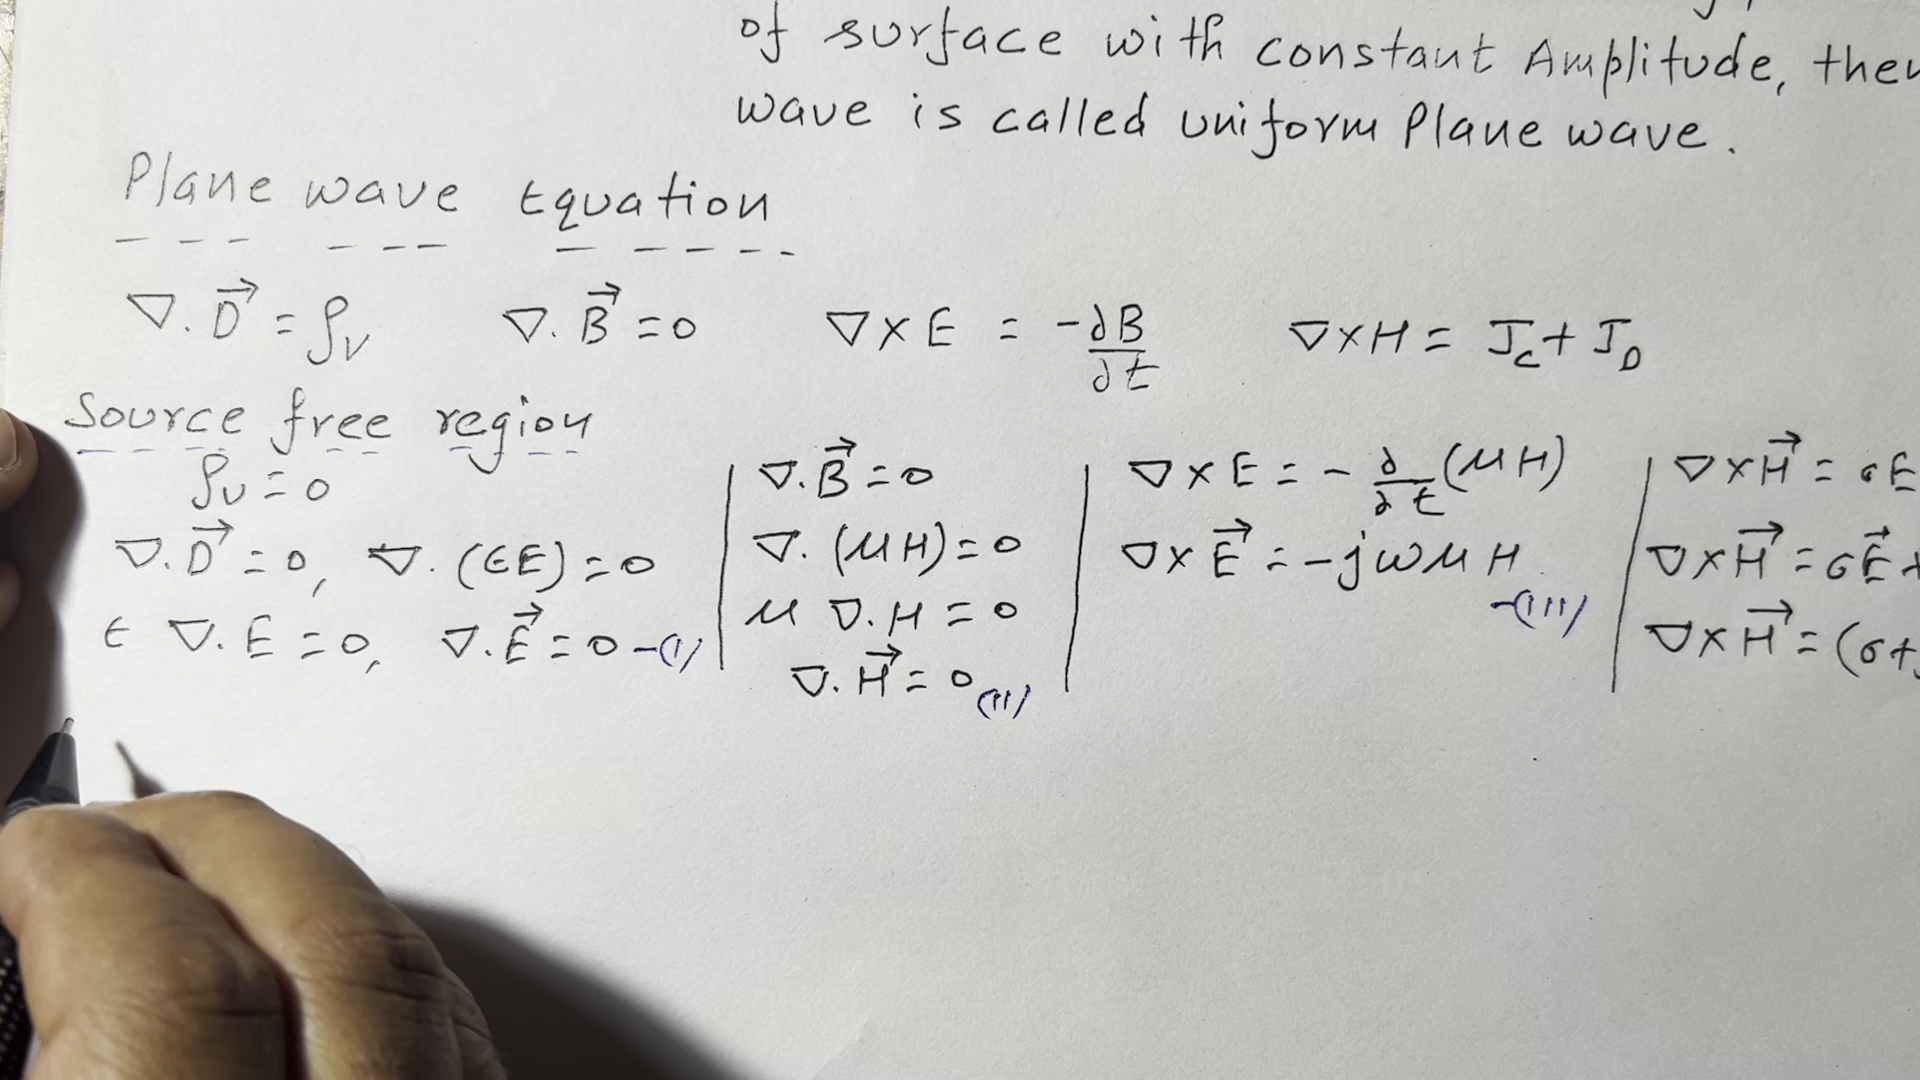 of surface with constant Amplitude, then
wave is called uniform Plane wave.
Plane wave Equation
∇.D⃗ = ρv ∇.B⃗ = 0 ∇×E = -∂B/∂t ∇×H = Jc + JD
Source free region
ρv = 0
∇.D⃗ = 0, ∇.(ϵE) = 0
ϵ ∇.E = 0, ∇.E⃗ = 0 -(I)
∇.B⃗ = 0
∇.(μH) = 0
μ ∇.H = 0
∇.H⃗ = 0 (II)
∇×E = - ∂/∂t (μH)
∇×E⃗ = -jωμH
-(III)
∇×H⃗ = σE
∇×H⃗ = σE⃗ +
∇×H⃗ = (σ+